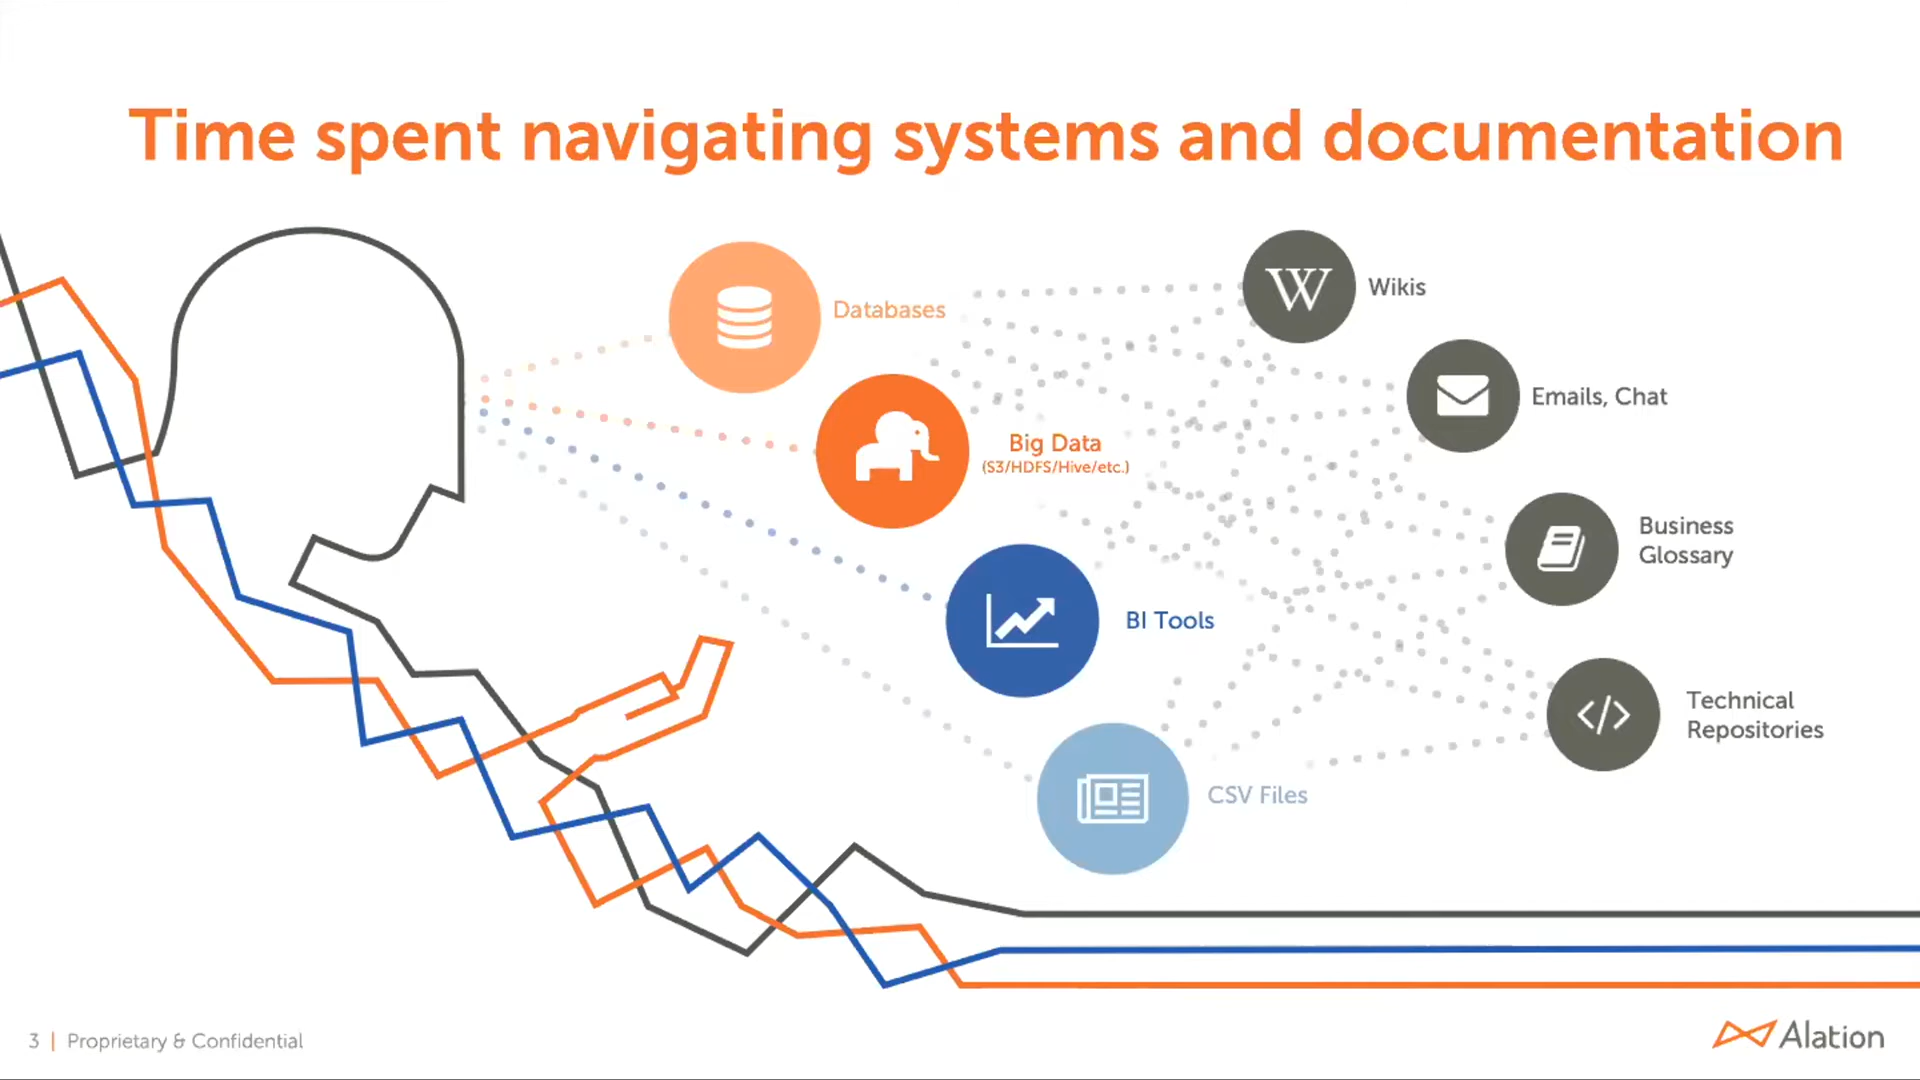 Time spent navigating systems and documentation
Databases
Big Data
(S3/HDFS/Hive/etc.)
BI Tools
CSV Files
W
Wikis
Emails, Chat
Business
Glossary
</>
Technical
Repositories
3 | Proprietary & Confidential
Alation